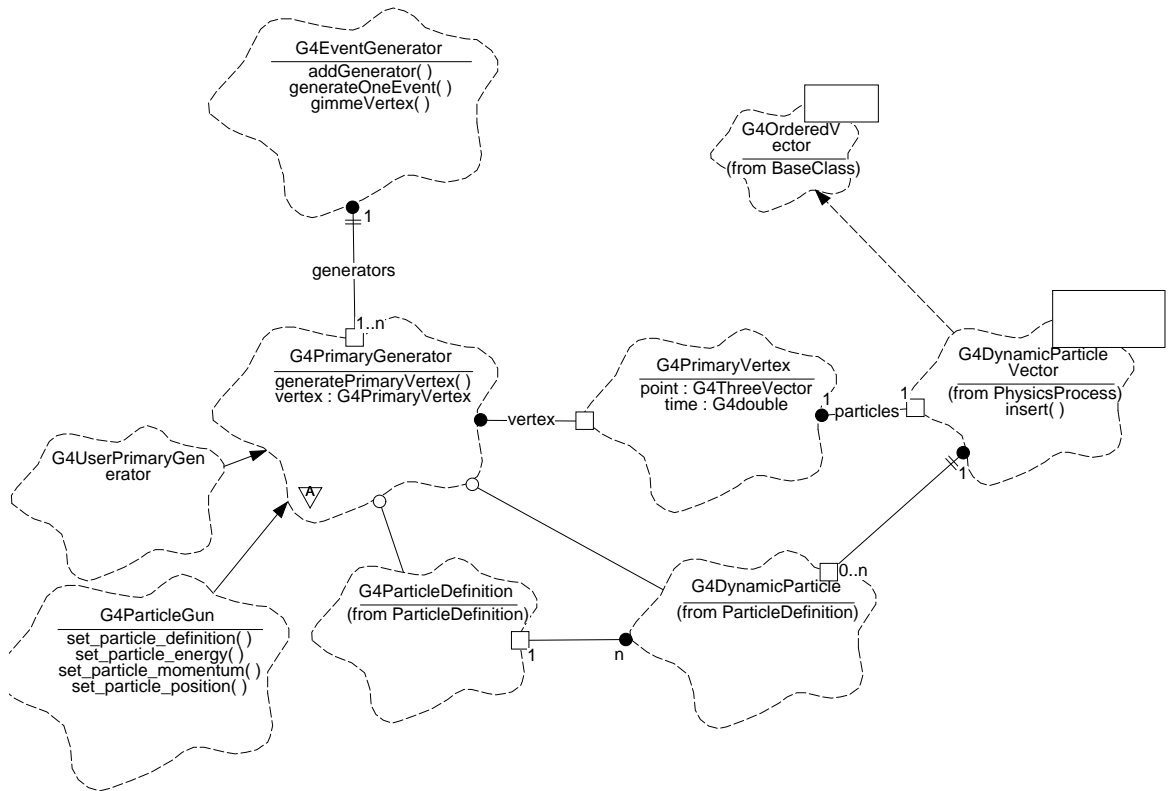 G4EventGenerator
addGenerator( )
generateOneEvent( )
gimmeVertex( )
1
generators
1..n
G4OrderedV
ector
(from BaseClass)
G4PrimaryGenerator
generatePrimaryVertex( )
vertex : G4PrimaryVertex
A
vertex
G4PrimaryVertex
point : G4ThreeVector
time : G4double
1
particles
1
G4DynamicParticle
Vector
(from PhysicsProcess)
insert( )
1
0..n
G4UserPrimaryGen
erator
G4ParticleGun
set_particle_definition( )
set_particle_energy( )
set_particle_momentum( )
set_particle_position( )
G4ParticleDefinition
(from ParticleDefinition)
1
n
G4DynamicParticle
(from ParticleDefinition)